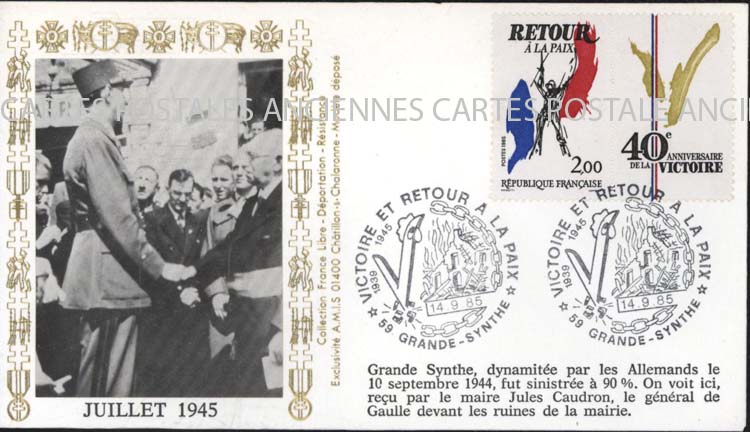 CARTES POSTALES ANCIENNES CARTES POSTALE ANCIEN
JUILLET 1945
Collection France Libre - Déportation - Résistance
Exclusivité A.M.I.S 01400 Châtillon-s-Chalaronne - Modèle déposé
RETOUR
À LA PAIX
POSTES 1985
2,00
RÉPUBLIQUE FRANÇAISE
40e
ANNIVERSAIRE
DE LA VICTOIRE
VICTOIRE ET RETOUR A LA PAIX
1939 1945
14.9.85
★ 59 GRANDE-SYNTHE ★
VICTOIRE ET RETOUR A LA PAIX
1939 1945
14.9.85
★ 59 GRANDE-SYNTHE ★
Grande Synthe, dynamitée par les Allemands le
10 septembre 1944, fut sinistrée à 90 %. On voit ici,
reçu par le maire Jules Caudron, le général de
Gaulle devant les ruines de la mairie.